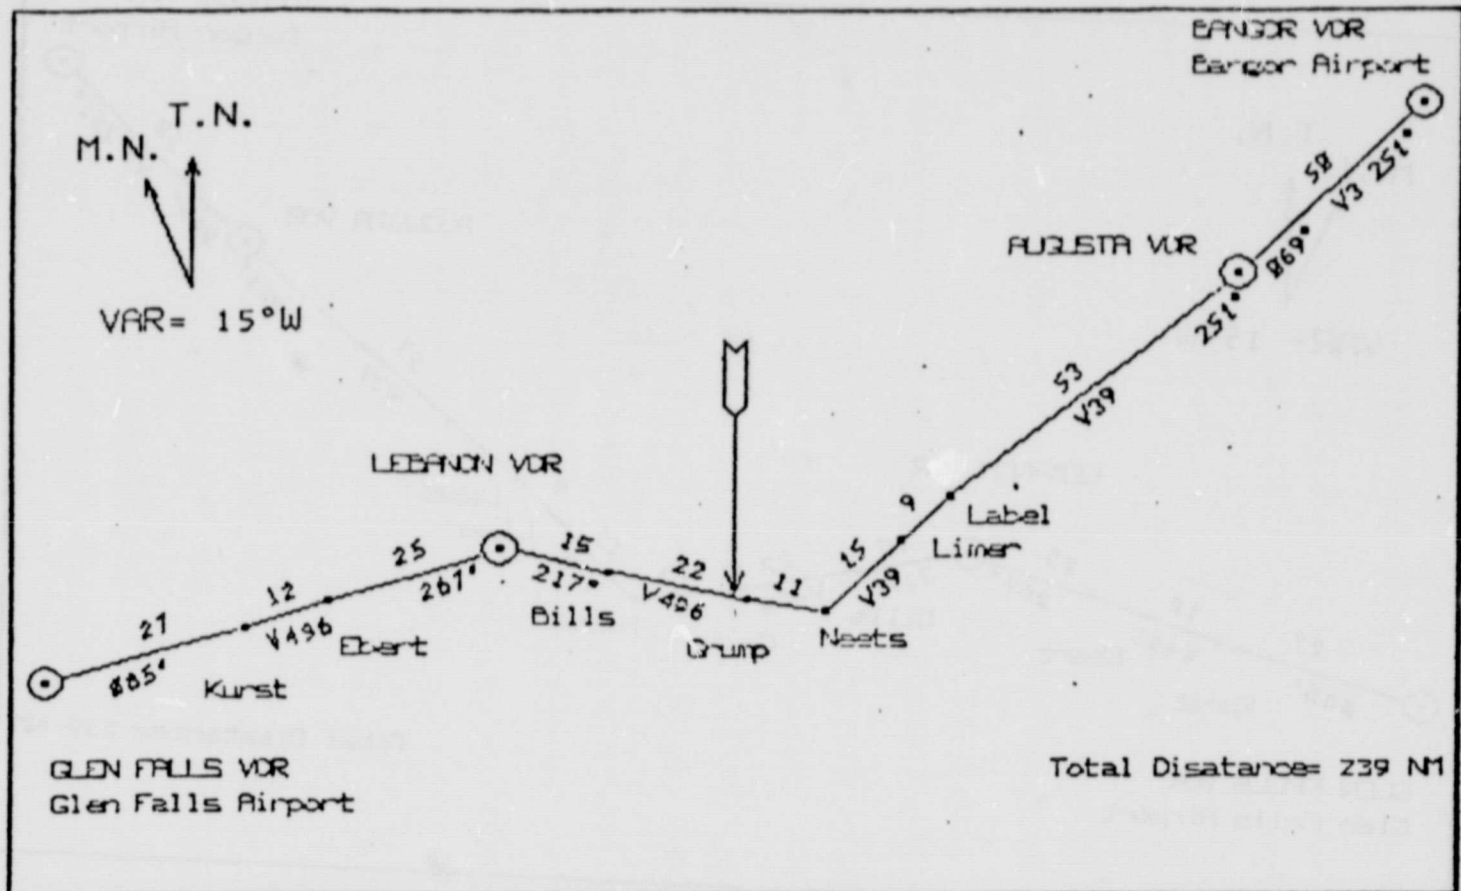 BANGOR VOR
Bangor Airport
T.N.
M.N.
VAR= 15°W
50
V3 251°
AUGUSTA VOR
069°
251°
53
V39
LEBANON VOR
9
Label
Limer
15
V39
Neets
25
267°
15
217°
Bills
22
V496
11
Grump
12
V496
Ebert
27
085°
Kurst
GLEN FALLS VOR
Glen Falls Airport
Total Disatance= 239 NM